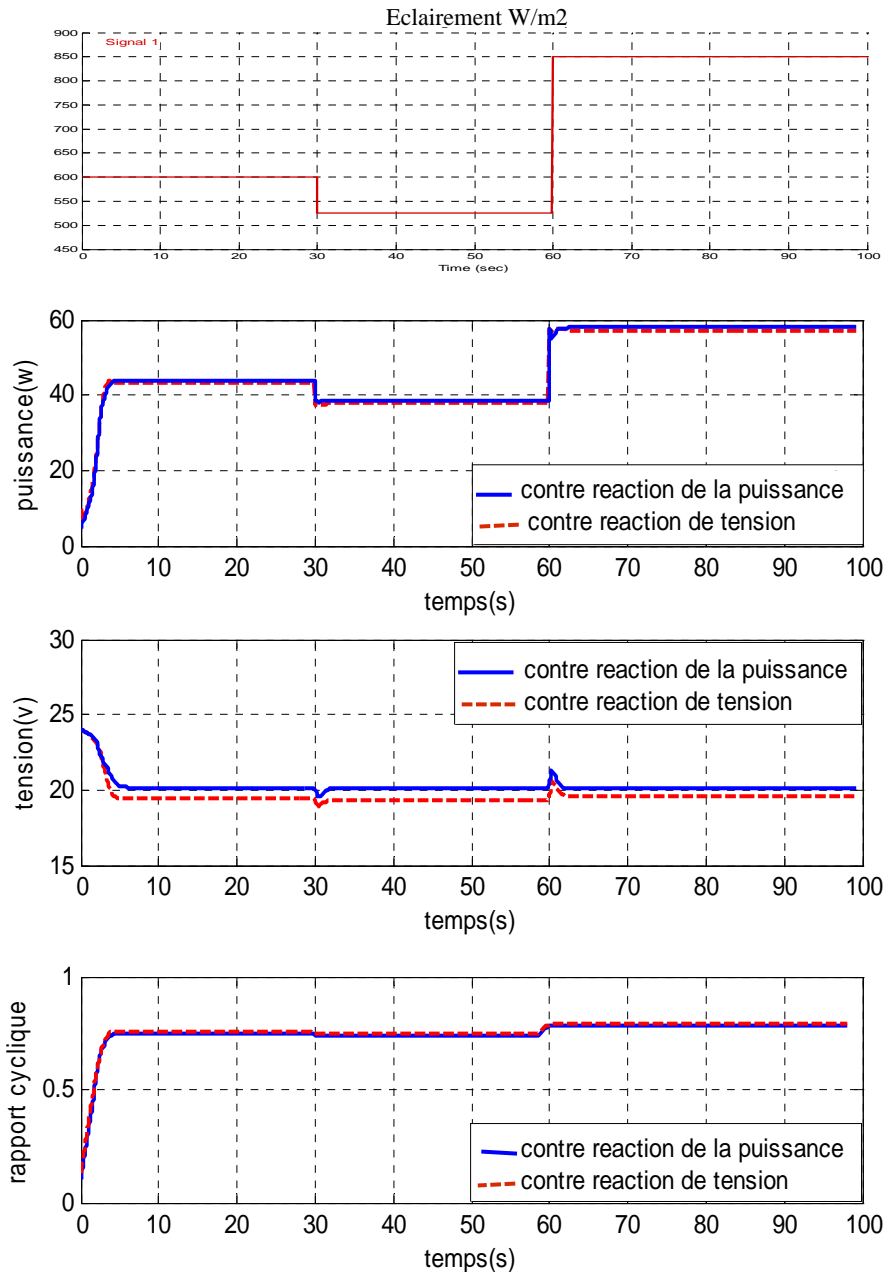 Eclairement W/m2
900
Signal 1
850
800
750
700
650
600
550
500
450
0 10 20 30 40 50 60 70 80 90 100
Time (sec)
60
40
20
0
puissance(w)
contre reaction de la puissance
contre reaction de tension
0 10 20 30 40 50 60 70 80 90 100
temps(s)
30
25
20
15
tension(v)
contre reaction de la puissance
contre reaction de tension
0 10 20 30 40 50 60 70 80 90 100
temps(s)
1
0.5
0
rapport cyclique
contre reaction de la puissance
contre reaction de tension
0 10 20 30 40 50 60 70 80 90 100
temps(s)